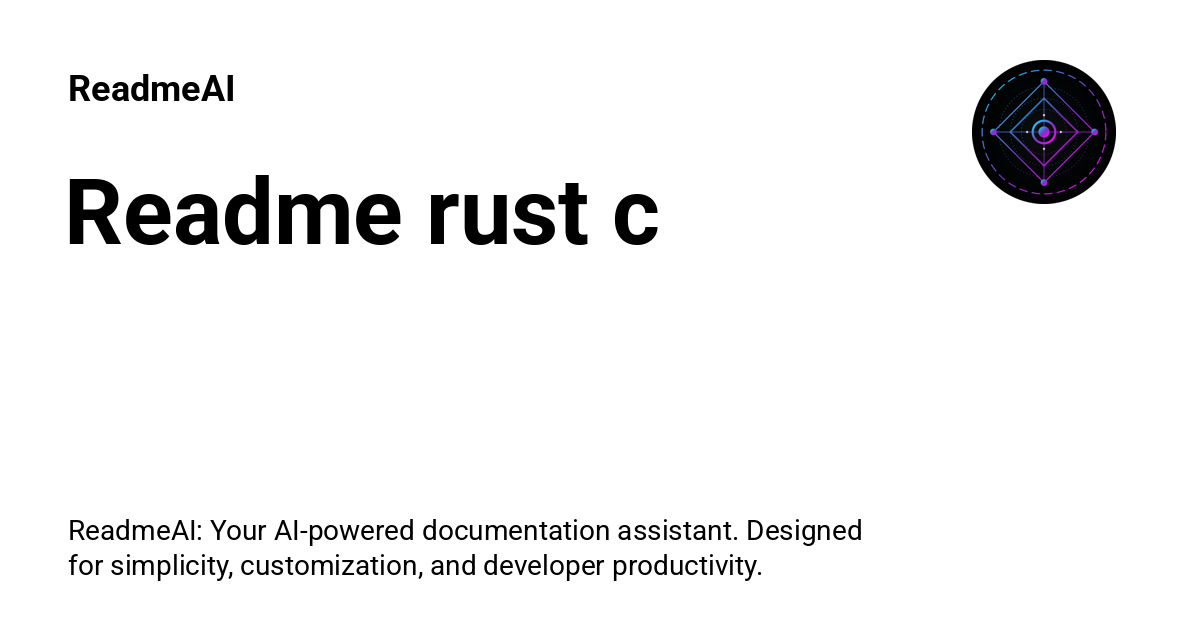 ReadmeAI
Readme rust c
ReadmeAI: Your AI-powered documentation assistant. Designed
for simplicity, customization, and developer productivity.